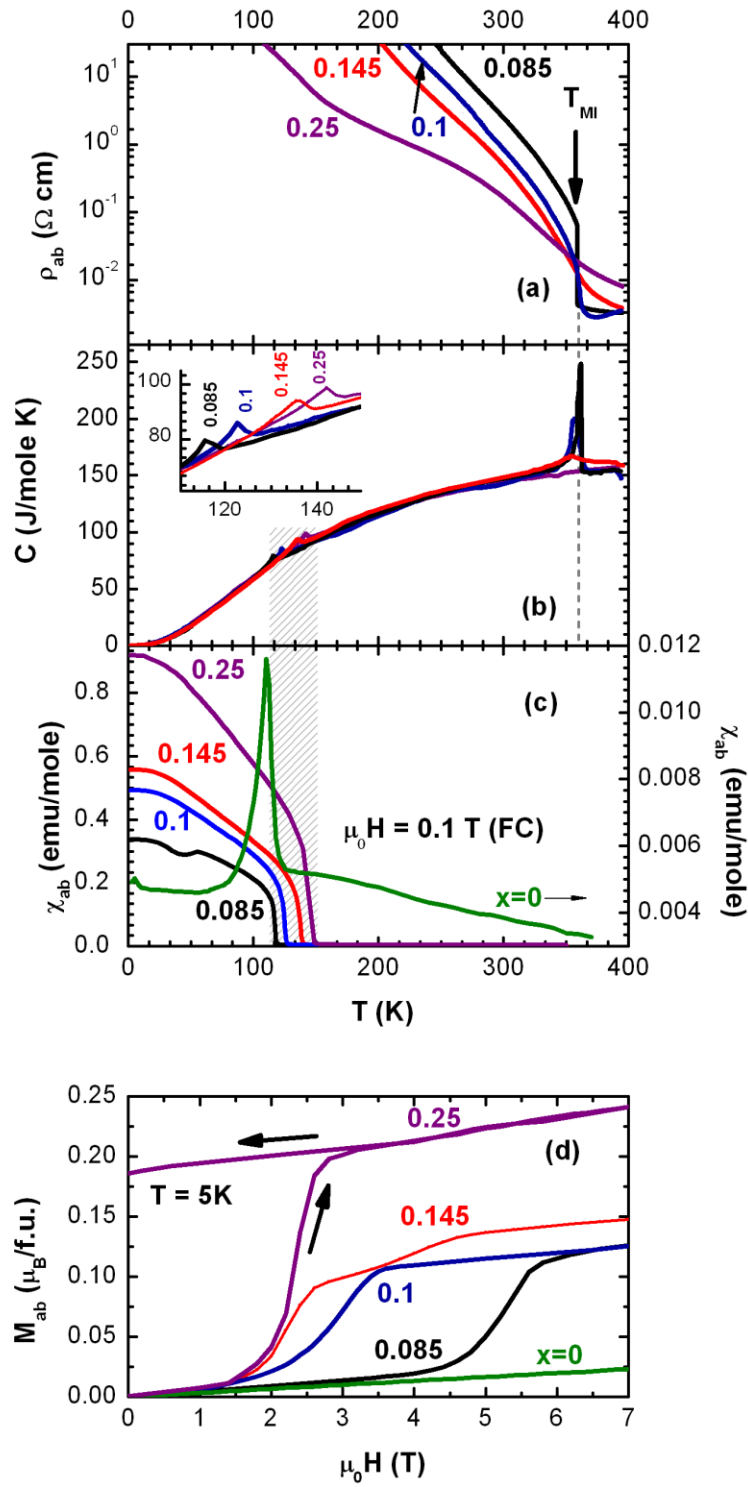 0 100 200 300 400
10¹
10⁰
10⁻¹
10⁻²
ρab (Ω cm)
0.145
0.085
0.1
0.25
TMI
(a)
250
200
150
100
50
0
C (J/mole K)
100
80
120 140
0.085
0.1
0.145
0.25
(b)
0.8
0.6
0.4
0.2
0.0
χab (emu/mole)
0.012
0.010
0.008
0.006
0.004
χab (emu/mole)
0.25
(c)
0.145
0.1
μ0H = 0.1 T (FC)
x=0
0.085
0 100 200 300 400
T (K)
0.25
0.20
0.15
0.10
0.05
0.00
Mab (μB/f.u.)
0.25
(d)
T = 5K
0.145
0.1
0.085
x=0
0 1 2 3 4 5 6 7
μ0H (T)